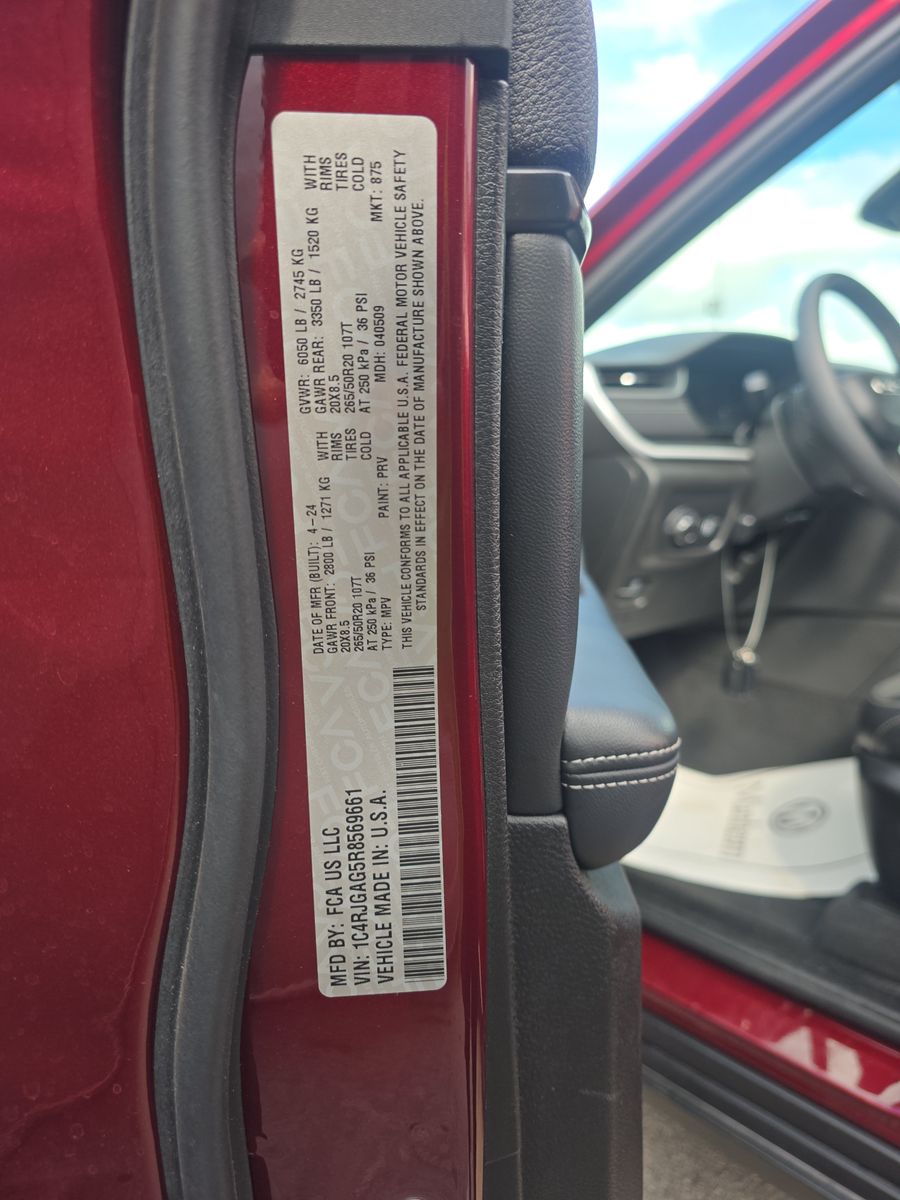 MFD BY: FCA US LLC
VIN: 1C4RJGAG5R8569661
VEHICLE MADE IN: U.S.A.
DATE OF MFR (BUILT): 4-24
GAWR FRONT: 2800 LB / 1271 KG WITH
20X8.5 RIMS
265/50R20 107T TIRES
AT 250 kPa / 36 PSI COLD
TYPE: MPV
GVWR: 6050 LB / 2745 KG
GAWR REAR: 3350 LB / 1520 KG WITH
20X8.5 RIMS
265/50R20 107T TIRES
AT 250 kPa / 36 PSI COLD
PAINT: PRV MDH: 040509 MKT: 875
THIS VEHICLE CONFORMS TO ALL APPLICABLE U.S.A. FEDERAL MOTOR VEHICLE SAFETY
STANDARDS IN EFFECT ON THE DATE OF MANUFACTURE SHOWN ABOVE.